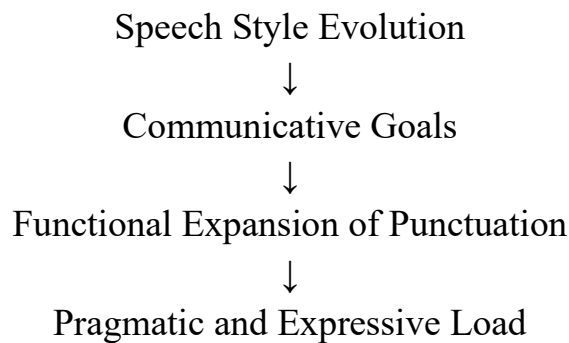 Speech Style Evolution
↓
Communicative Goals
↓
Functional Expansion of Punctuation
↓
Pragmatic and Expressive Load